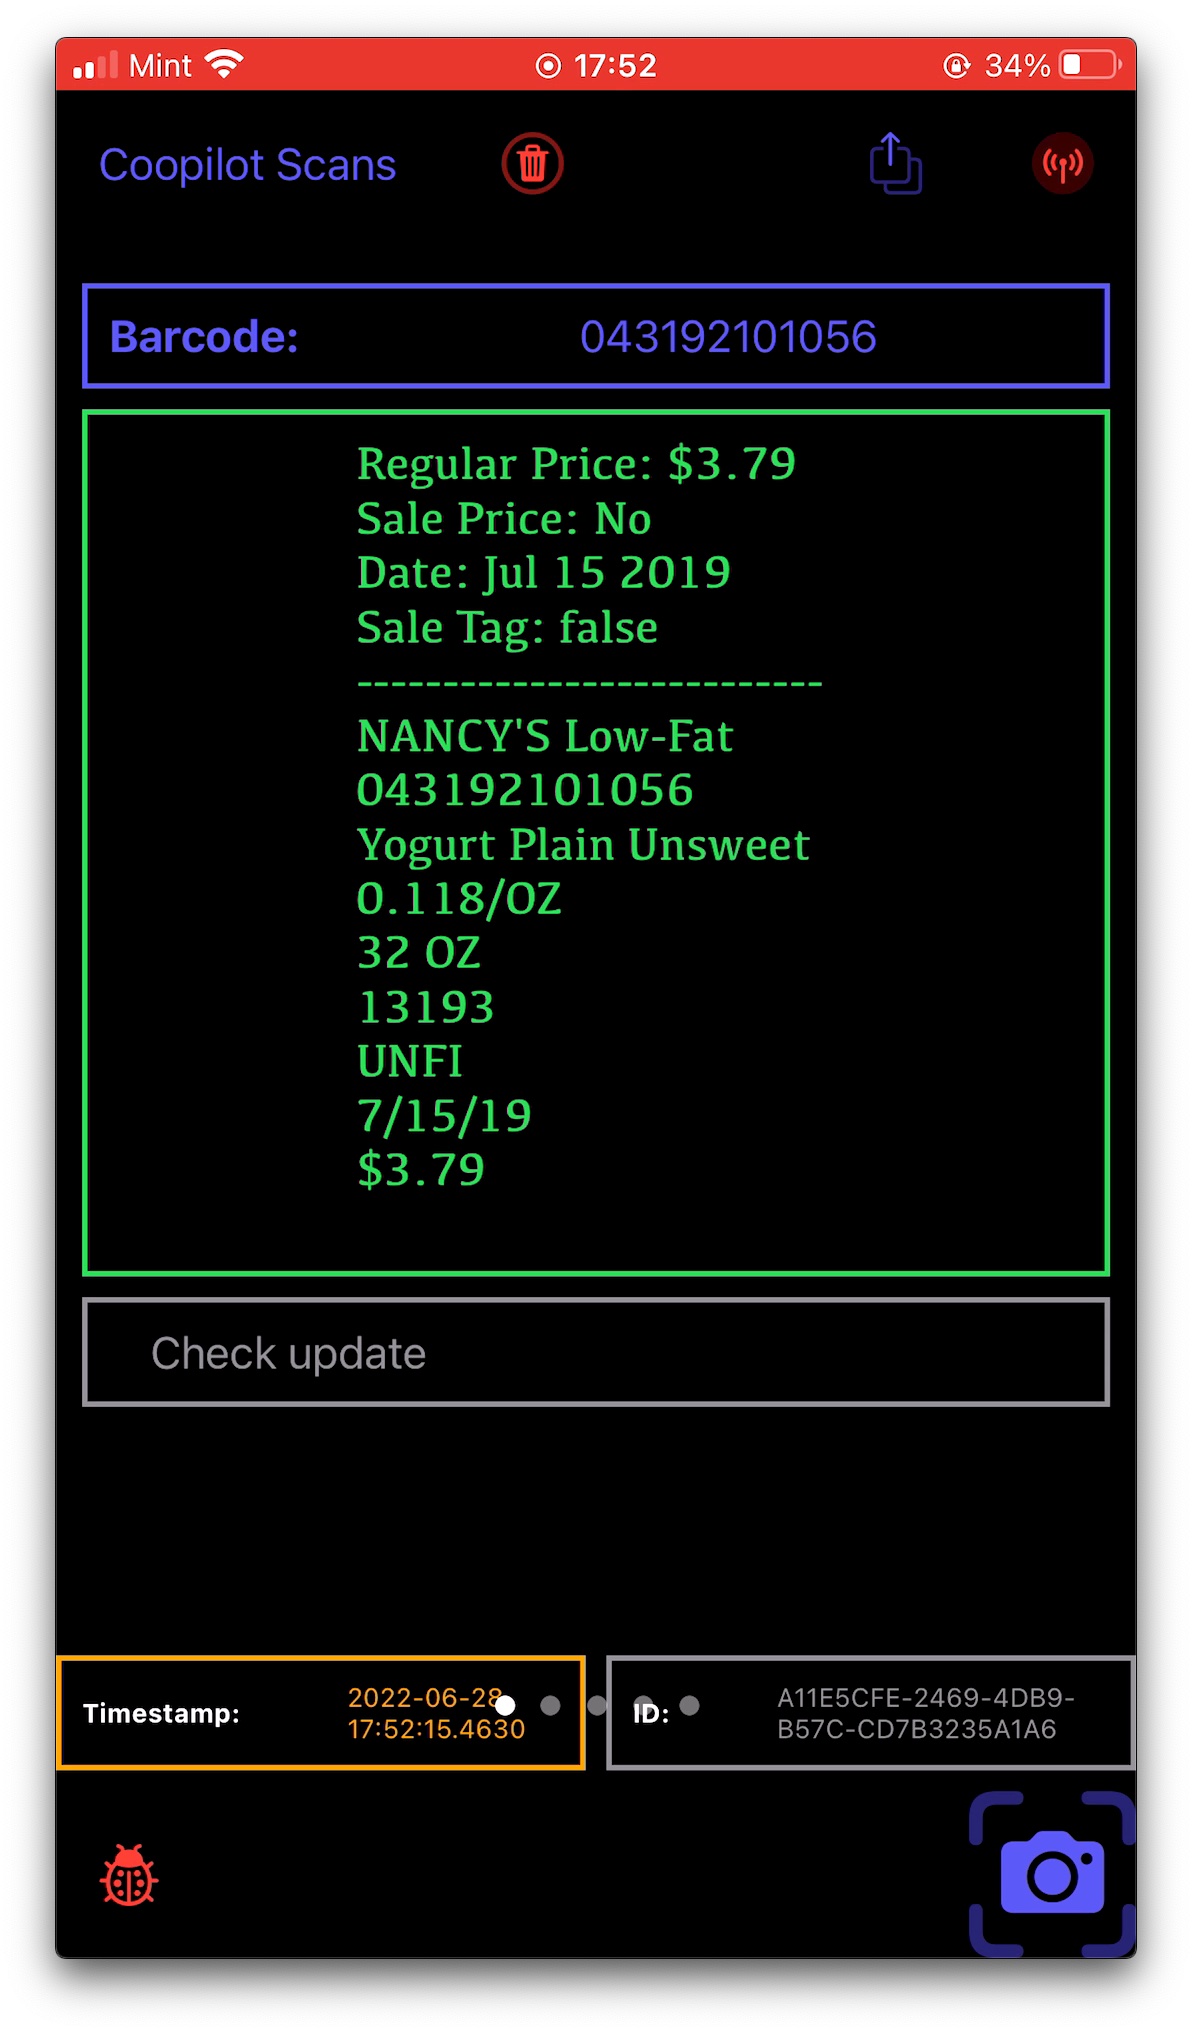 Mint 17:52 34%
Coopilot Scans
Barcode: 043192101056
Regular Price: $3.79
Sale Price: No
Date: Jul 15 2019
Sale Tag: false
---------------------------
NANCY'S Low-Fat
043192101056
Yogurt Plain Unsweet
0.118/OZ
32 OZ
13193
UNFI
7/15/19
$3.79
Check update
Timestamp: 2022-06-28
17:52:15.4630
ID: A11E5CFE-2469-4DB9-
B57C-CD7B3235A1A6